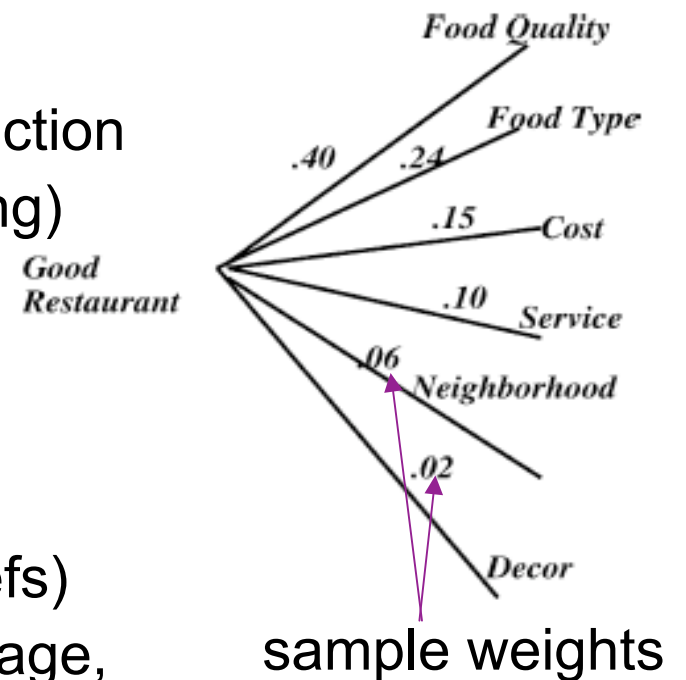 Food Quality
ction
Food Type
.40
.24
ng)
.15
Cost
Good
Restaurant
.10
Service
.06
Neighborhood
.02
efs)
Decor
age,
sample weights